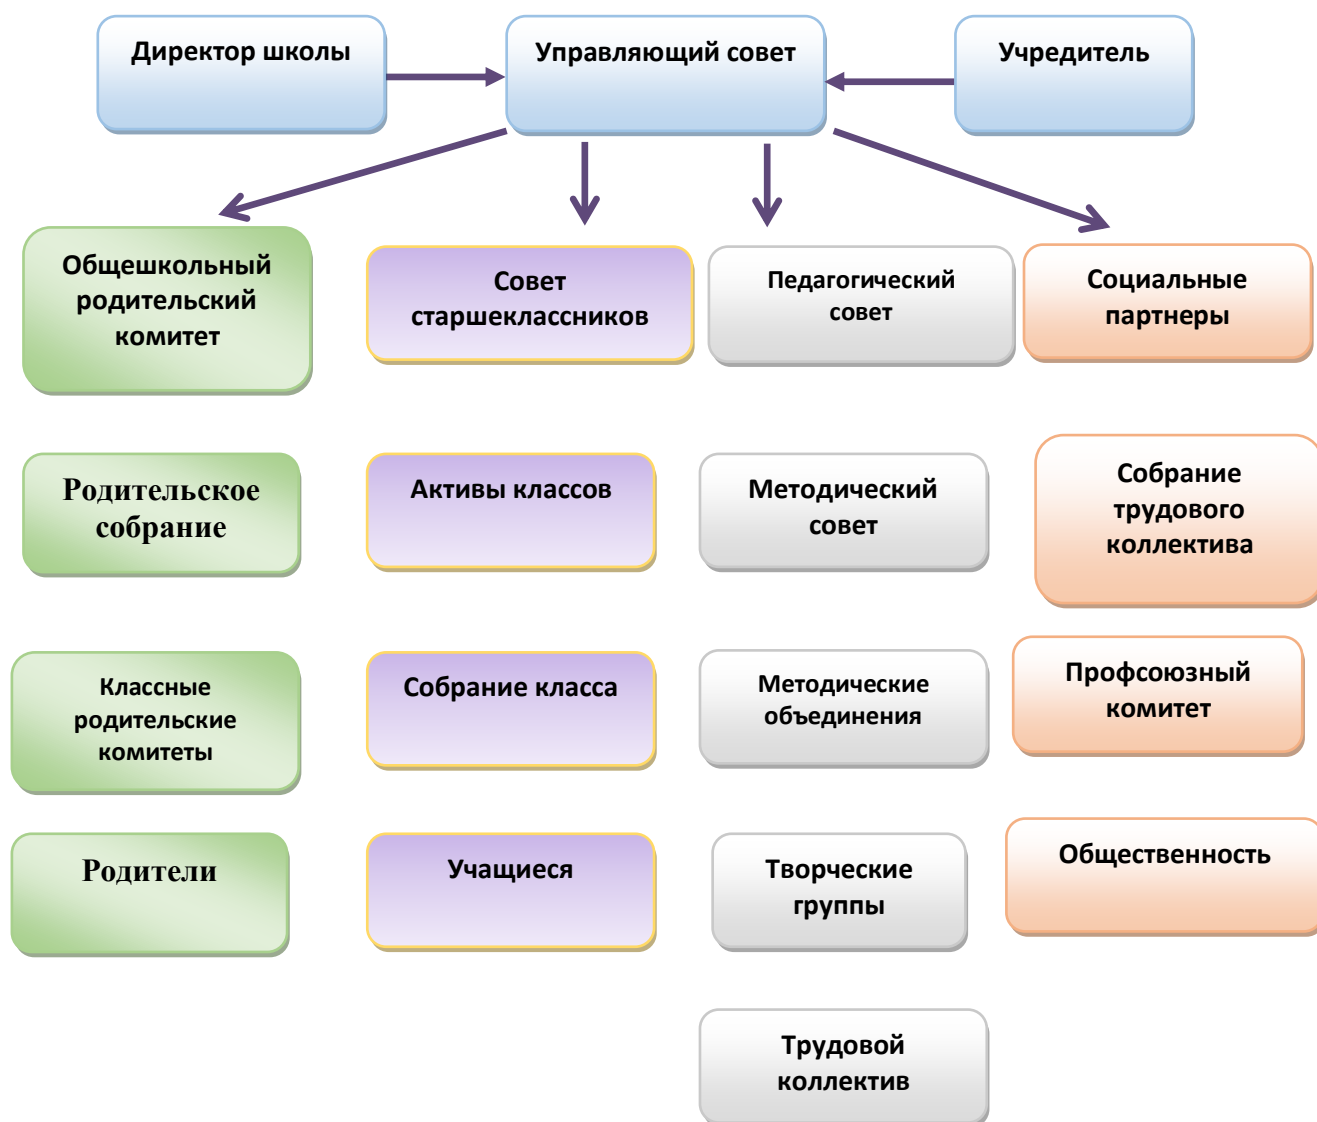 Директор школы
Управляющий совет
Учредитель
Общешкольный
родительский
комитет
Совет
старшеклассников
Педагогический
совет
Социальные
партнеры
Родительское
собрание
Активы классов
Методический
совет
Собрание
трудового
коллектива
Классные
родительские
комитеты
Собрание класса
Методические
объединения
Профсоюзный
комитет
Родители
Учащиеся
Творческие
группы
Общественность
Трудовой
коллектив